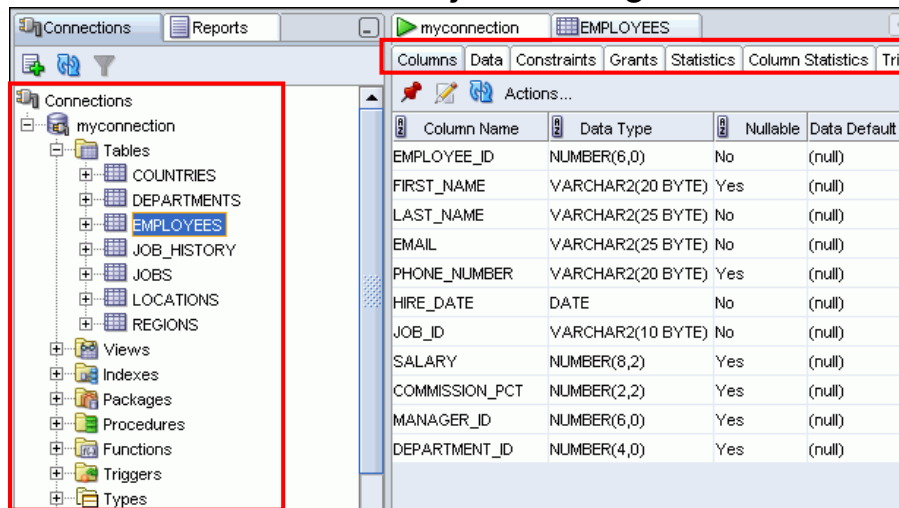 Connections Reports
Connections
myconnection
Tables
COUNTRIES
DEPARTMENTS
EMPLOYEES
JOB_HISTORY
JOBS
LOCATIONS
REGIONS
Views
Indexes
Packages
Procedures
Functions
Triggers
Types
myconnection EMPLOYEES
Columns Data Constraints Grants Statistics Column Statistics
Actions...
Column Name Data Type Nullable Data Default
EMPLOYEE_ID NUMBER(6,0) No (null)
FIRST_NAME VARCHAR2(20 BYTE) Yes (null)
LAST_NAME VARCHAR2(25 BYTE) No (null)
EMAIL VARCHAR2(25 BYTE) No (null)
PHONE_NUMBER VARCHAR2(20 BYTE) Yes (null)
HIRE_DATE DATE No (null)
JOB_ID VARCHAR2(10 BYTE) No (null)
SALARY NUMBER(8,2) Yes (null)
COMMISSION_PCT NUMBER(2,2) Yes (null)
MANAGER_ID NUMBER(6,0) Yes (null)
DEPARTMENT_ID NUMBER(4,0) Yes (null)